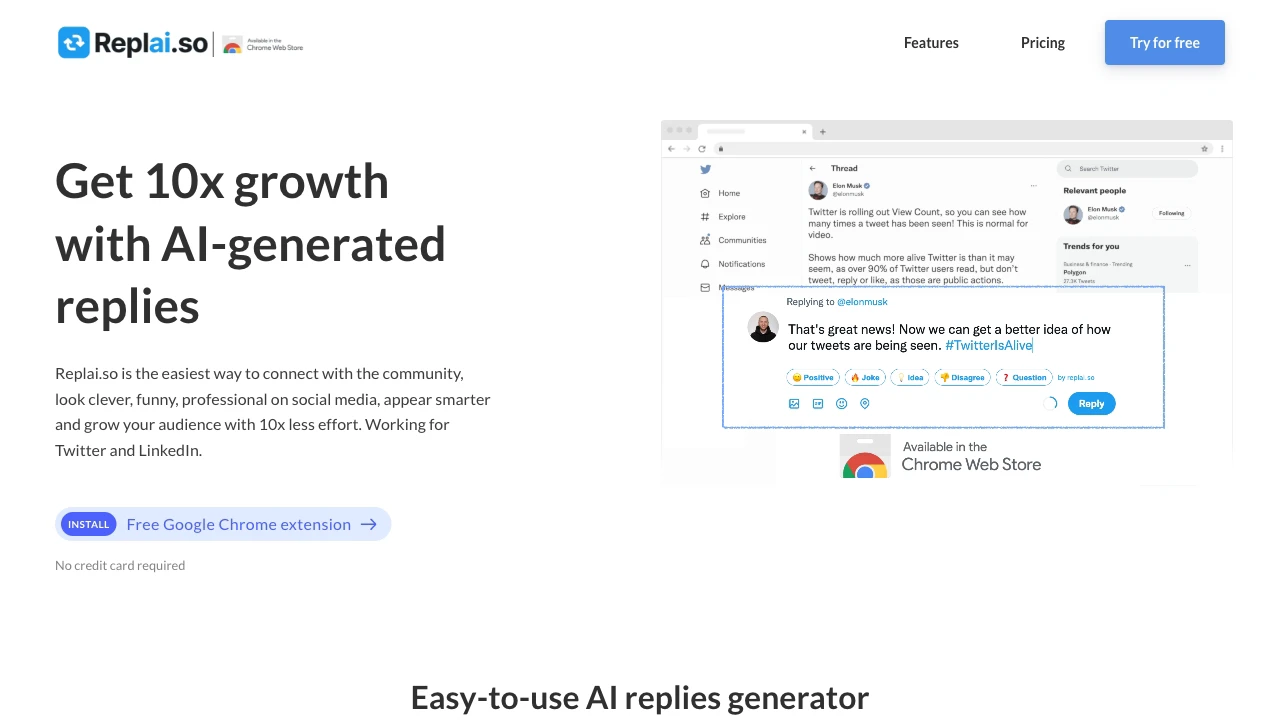 Replai.so
Available in the
Chrome Web Store
Features
Pricing
Try for free
Get 10x growth
with AI-generated
replies
Replai.so is the easiest way to connect with the community,
look clever, funny, professional on social media, appear smarter
and grow your audience with 10x less effort. Working for
Twitter and LinkedIn.
INSTALL Free Google Chrome extension →
No credit card required
Home
Explore
Communities
Notifications
Messages
Thread
Elon Musk
@elonmusk
Twitter is rolling out View Count, so you can see how
many times a tweet has been seen! This is normal for
video.
Shows how much more alive Twitter is than it may
seem, as over 90% of Twitter users read, but don't
tweet, reply or like, as those are public actions.
Search Twitter
Relevant people
Elon Musk
@elonmusk
Following
Trends for you
Business & finance · Trending
Polygon
27.3K Tweets
Replying to @elonmusk
That's great news! Now we can get a better idea of how
our tweets are being seen. #TwitterIsAlive
😀 Positive
🔥 Joke
💡 Idea
👎 Disagree
❓ Question
by replai.so
GIF
Reply
Available in the
Chrome Web Store
Easy-to-use AI replies generator